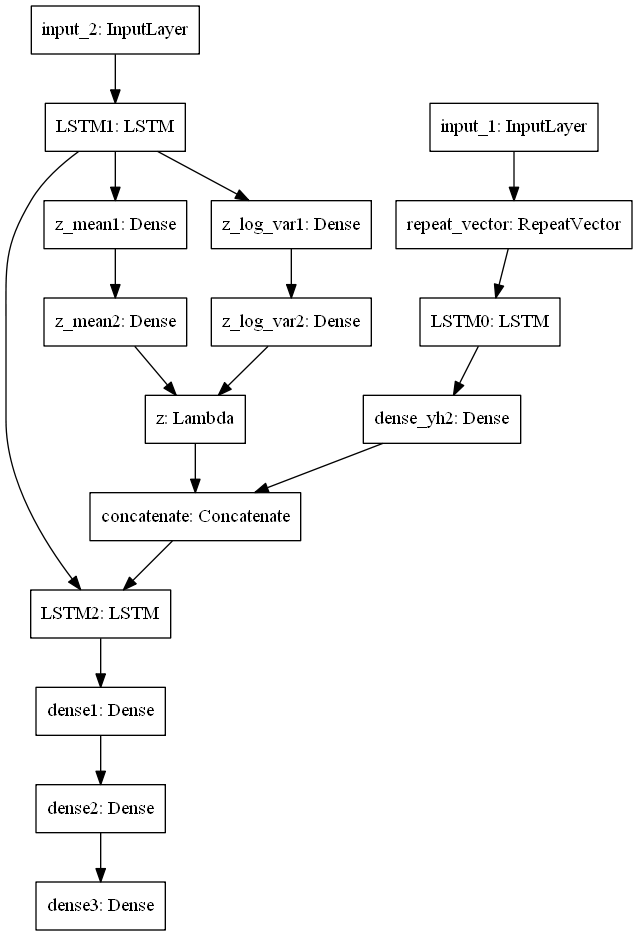 input_2: InputLayer
LSTM1: LSTM
input_1: InputLayer
z_mean1: Dense
z_log_var1: Dense
repeat_vector: RepeatVector
z_mean2: Dense
z_log_var2: Dense
LSTM0: LSTM
z: Lambda
dense_yh2: Dense
concatenate: Concatenate
LSTM2: LSTM
dense1: Dense
dense2: Dense
dense3: Dense